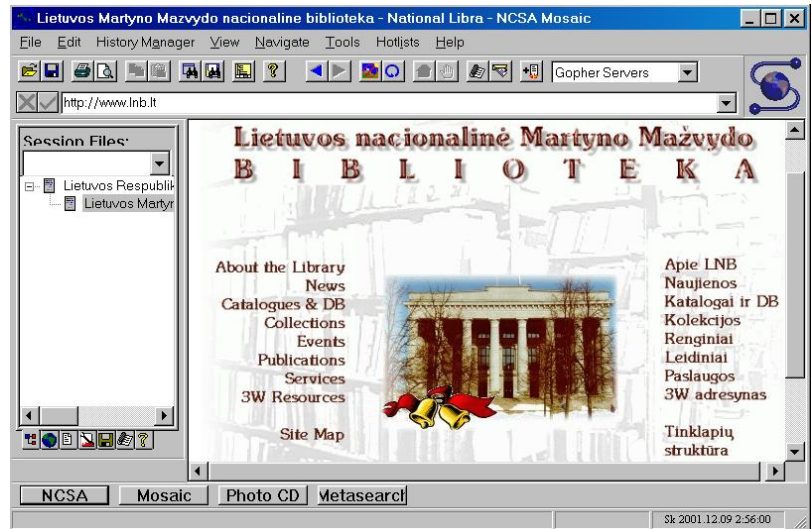 Lietuvos Martyno Mazvydo nacionaline biblioteka - National Libra - NCSA Mosaic
File Edit History Manager View Navigate Tools Hotlists Help
Gopher Servers
http://www.lnb.lt
Session Files:
Lietuvos Respublik
Lietuvos Martyr
Lietuvos nacionalinė Martyno Mažvydo
BIBLIOTEKA
About the Library
News
Catalogues & DB
Collections
Events
Publications
Services
3W Resources
Site Map
Apie LNB
Naujienos
Katalogai ir DB
Kolekcijos
Renginiai
Leidiniai
Paslaugos
3W adresynas
Tinklapių
struktūra
NCSA Mosaic Photo CD Metasearch
Sk 2001.12.09 2:56:00